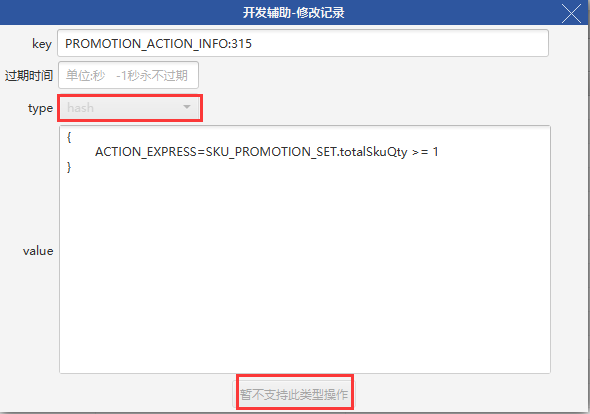 开发辅助-修改记录
key PROMOTION_ACTION_INFO:315
过期时间 单位:秒 -1秒永不过期
type hash
value
{
ACTION_EXPRESS=SKU_PROMOTION_SET.totalSkuQty >= 1
}
暂不支持此类型操作